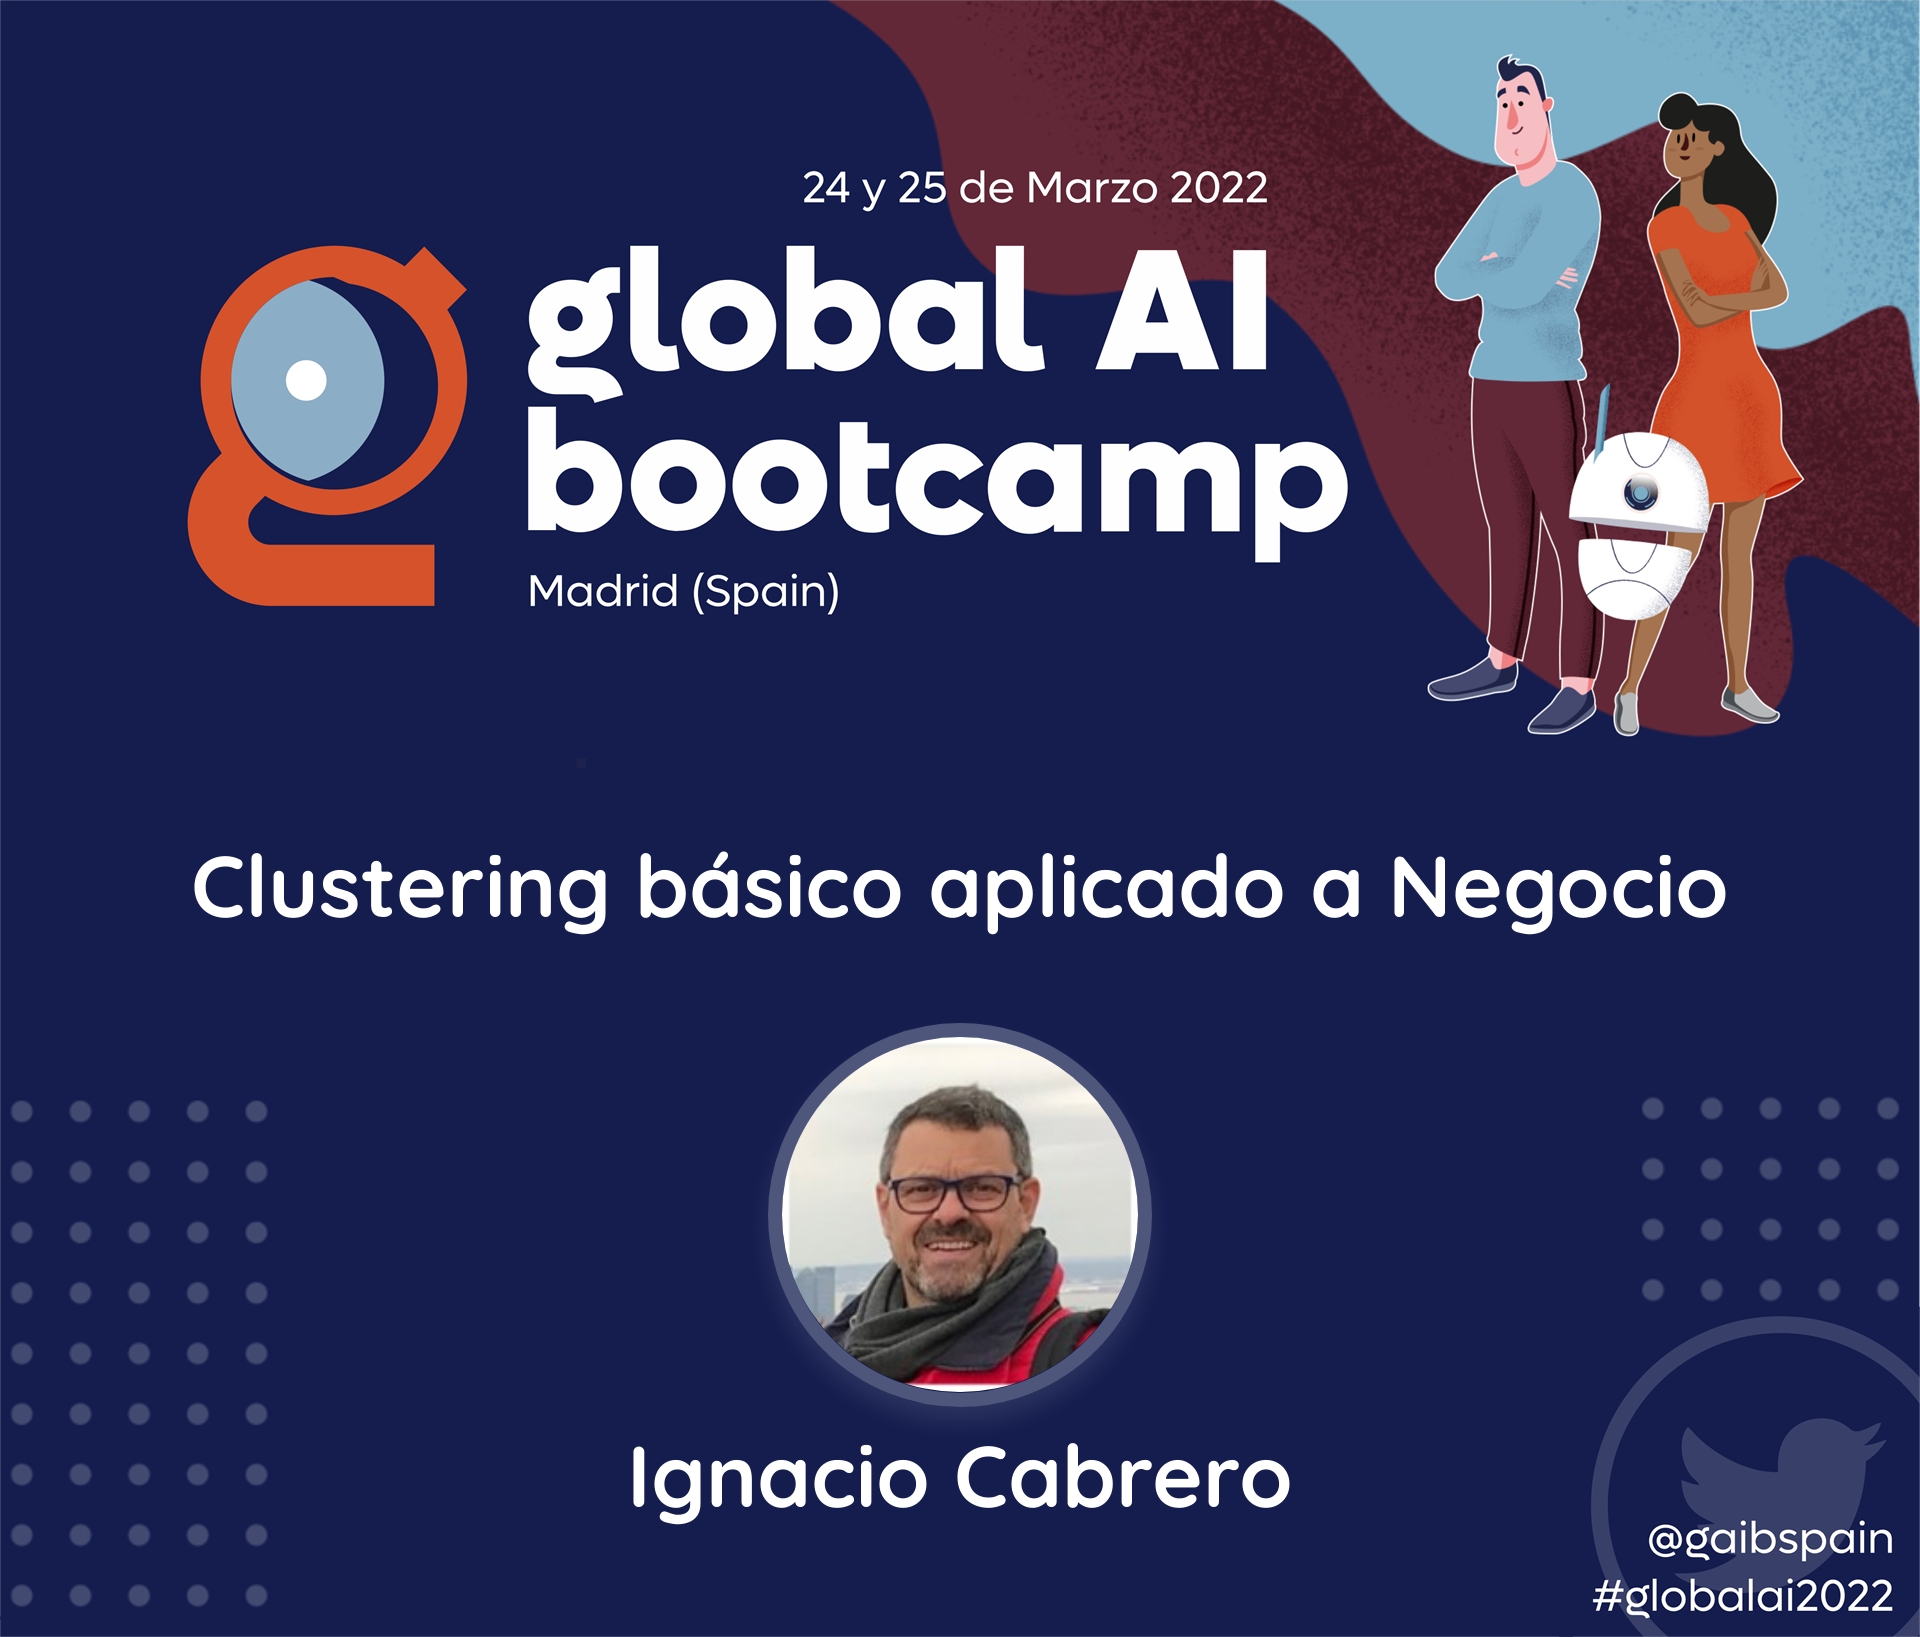 24 y 25 de Marzo 2022
global AI
bootcamp
Madrid (Spain)
Clustering básico aplicado a Negocio
Ignacio Cabrero
@gaibspain
#globalai2022